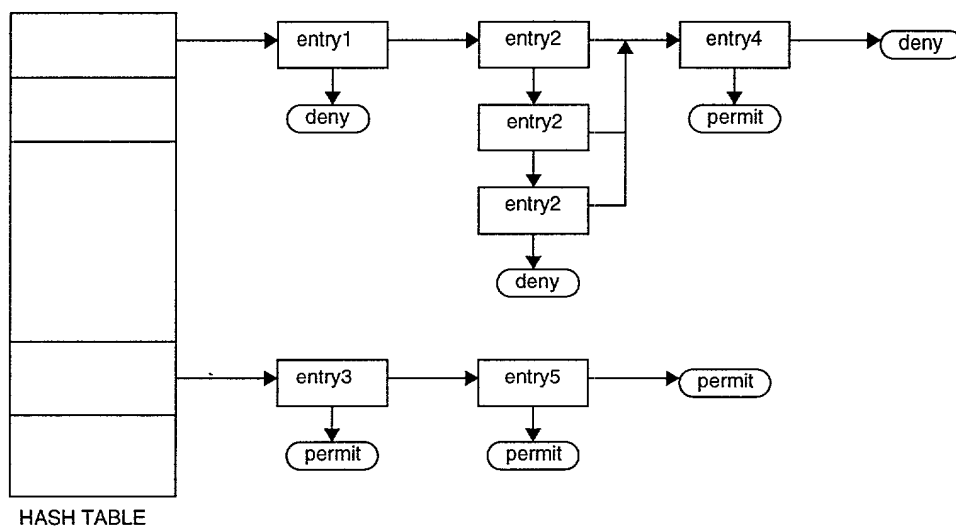 entry1
entry2
entry4
deny
deny
entry2
permit
entry2
deny
entry3
entry5
permit
permit
permit
HASH TABLE